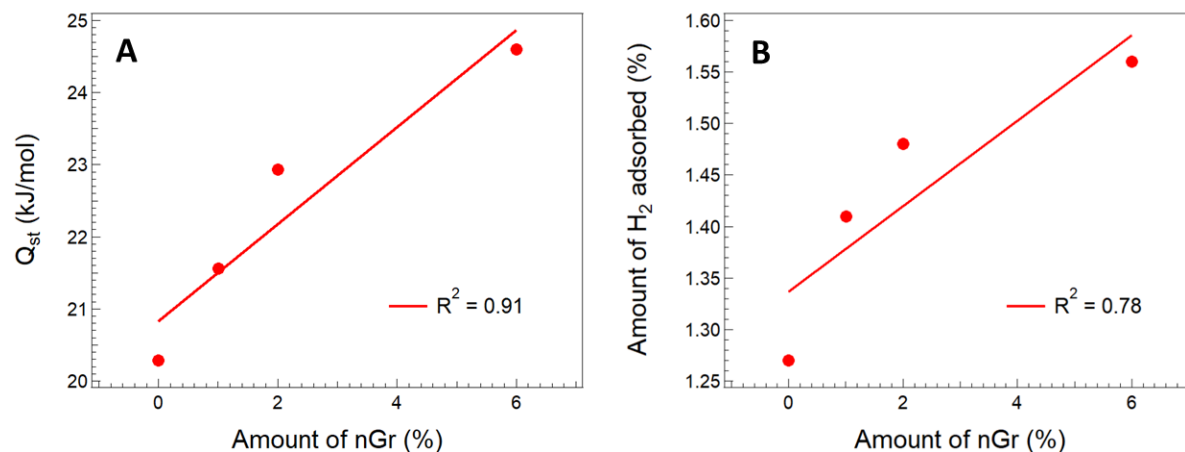 A
25
24
23
22
21
20
Q_st (kJ/mol)
R² = 0.91
0 2 4 6
Amount of nGr (%)
B
1.60
1.55
1.50
1.45
1.40
1.35
1.30
1.25
Amount of H₂ adsorbed (%)
R² = 0.78
0 2 4 6
Amount of nGr (%)